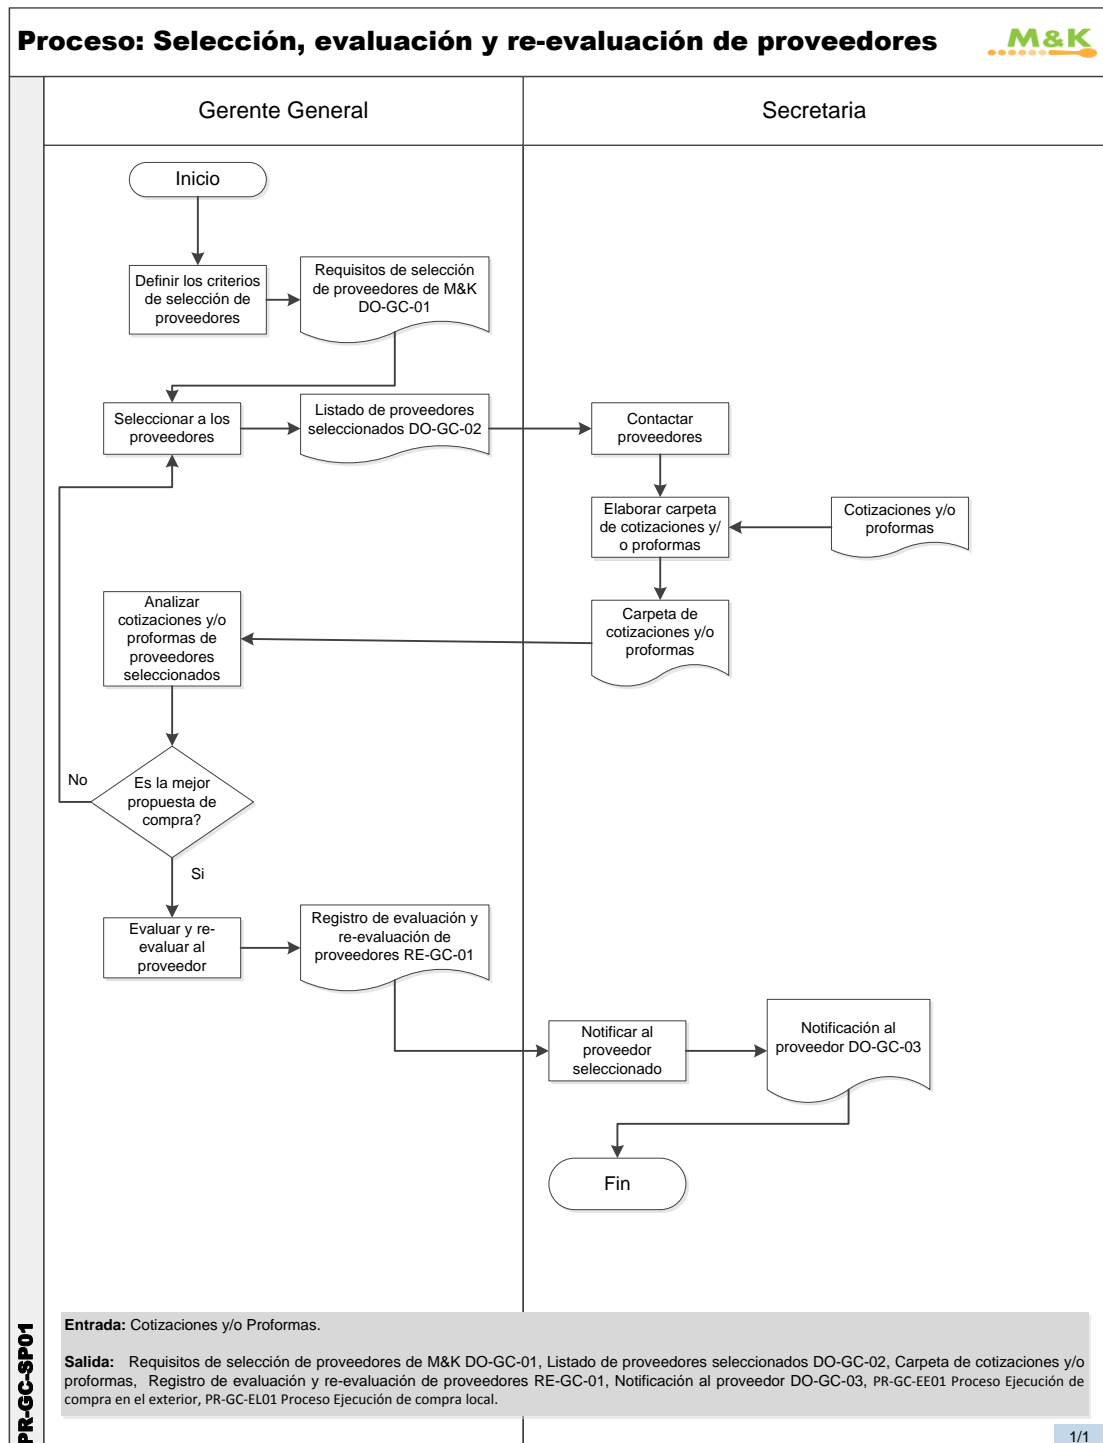 Proceso: Selección, evaluación y re-evaluación de proveedores
M&K
Gerente General
Secretaria
Inicio
Definir los criterios
de selección de
proveedores
Requisitos de selección
de proveedores de M&K
DO-GC-01
Seleccionar a los
proveedores
Listado de proveedores
seleccionados DO-GC-02
Contactar
proveedores
Elaborar carpeta
de cotizaciones y/
o proformas
Cotizaciones y/o
proformas
Analizar
cotizaciones y/o
proformas de
proveedores
seleccionados
Carpeta de
cotizaciones y/o
proformas
No
Es la mejor
propuesta de
compra?
Si
Evaluar y re-
evaluar al
proveedor
Registro de evaluación y
re-evaluación de
proveedores RE-GC-01
Notificar al
proveedor
seleccionado
Notificación al
proveedor DO-GC-03
Fin
PR-GC-SP01
Entrada: Cotizaciones y/o Proformas.
Salida: Requisitos de selección de proveedores de M&K DO-GC-01, Listado de proveedores seleccionados DO-GC-02, Carpeta de cotizaciones y/o
proformas, Registro de evaluación y re-evaluación de proveedores RE-GC-01, Notificación al proveedor DO-GC-03, PR-GC-EE01 Proceso Ejecución de
compra en el exterior, PR-GC-EL01 Proceso Ejecución de compra local.
1/1